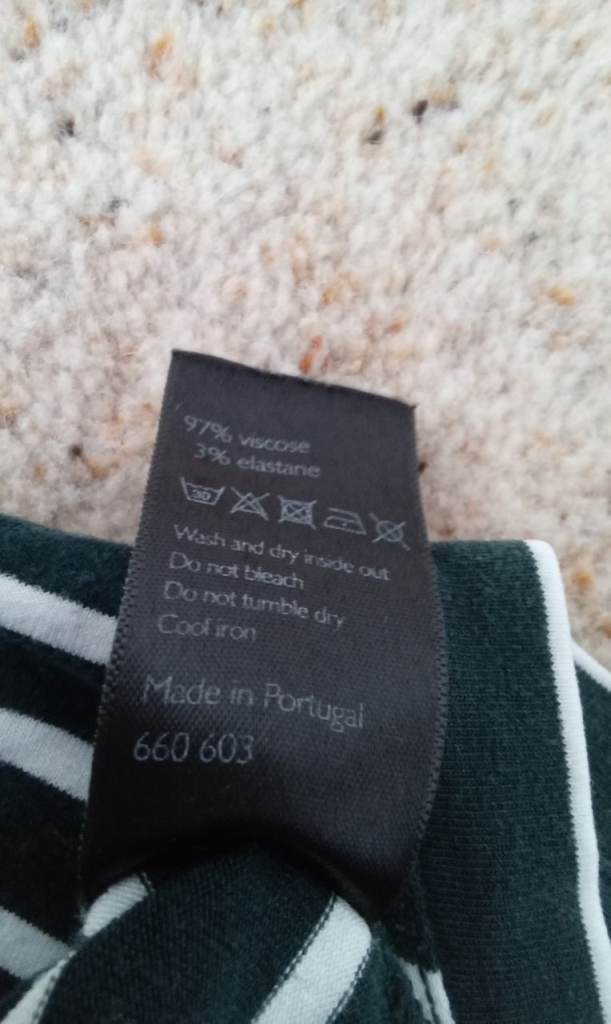 97% viscose
3% elastane
30
Wash and dry inside out
Do not bleach
Do not tumble dry
Cool iron
Made in Portugal
660 603